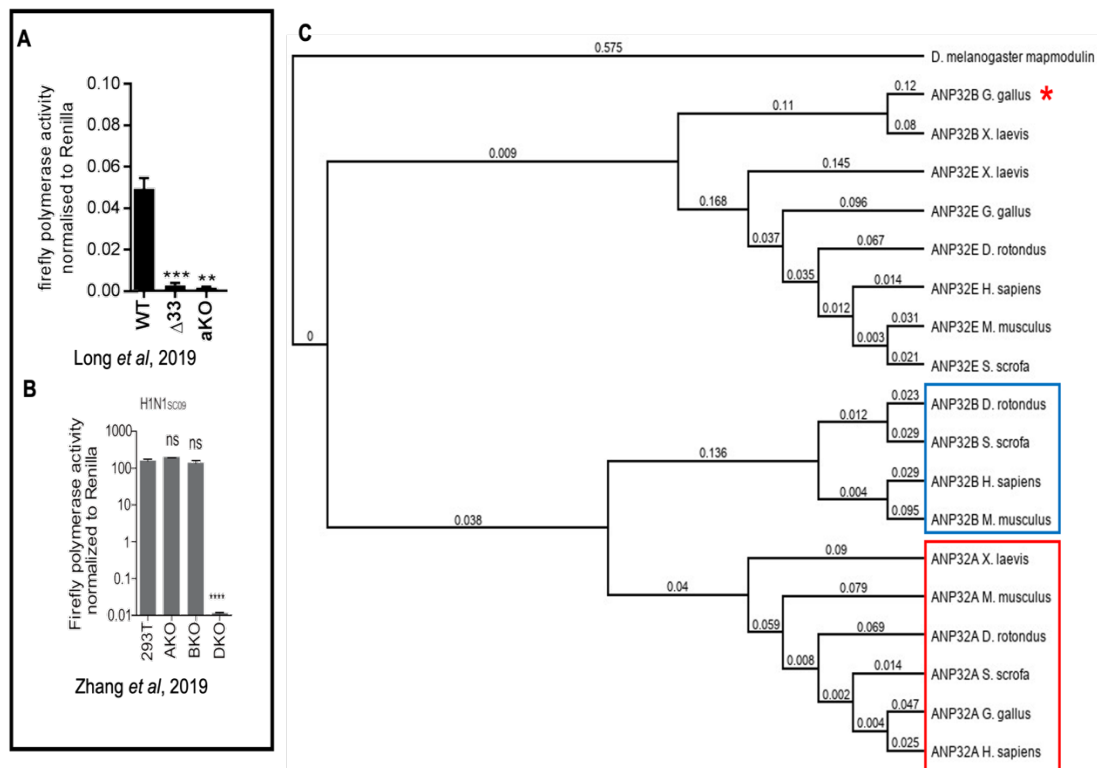 A
firefly polymerase activity
normalised to Renilla
0.10
0.08
0.06
0.04
0.02
0.00
*** **
WT
Δ33
aKO
Long et al, 2019
B
H1N1SC09
Firefly polymerase activity
normalized to Renilla
1000
100
10
1
0.1
0.01
ns ns
****
293T
AKO
BKO
DKO
Zhang et al, 2019
C
0.575
D. melanogaster mapmodulin
0.12
ANP32B G. gallus *
0.11
0.08
ANP32B X. laevis
0.009
0.145
ANP32E X. laevis
0.168
0.096
ANP32E G. gallus
0.037
0.067
ANP32E D. rotondus
0.035
0.014
ANP32E H. sapiens
0.012
0.031
ANP32E M. musculus
0.003
0.021
ANP32E S. scrofa
0
0.023
ANP32B D. rotondus
0.012
0.029
ANP32B S. scrofa
0.136
0.029
ANP32B H. sapiens
0.004
0.095
ANP32B M. musculus
0.038
0.09
ANP32A X. laevis
0.04
0.079
ANP32A M. musculus
0.059
0.069
ANP32A D. rotondus
0.008
0.014
ANP32A S. scrofa
0.002
0.047
ANP32A G. gallus
0.004
0.025
ANP32A H. sapiens